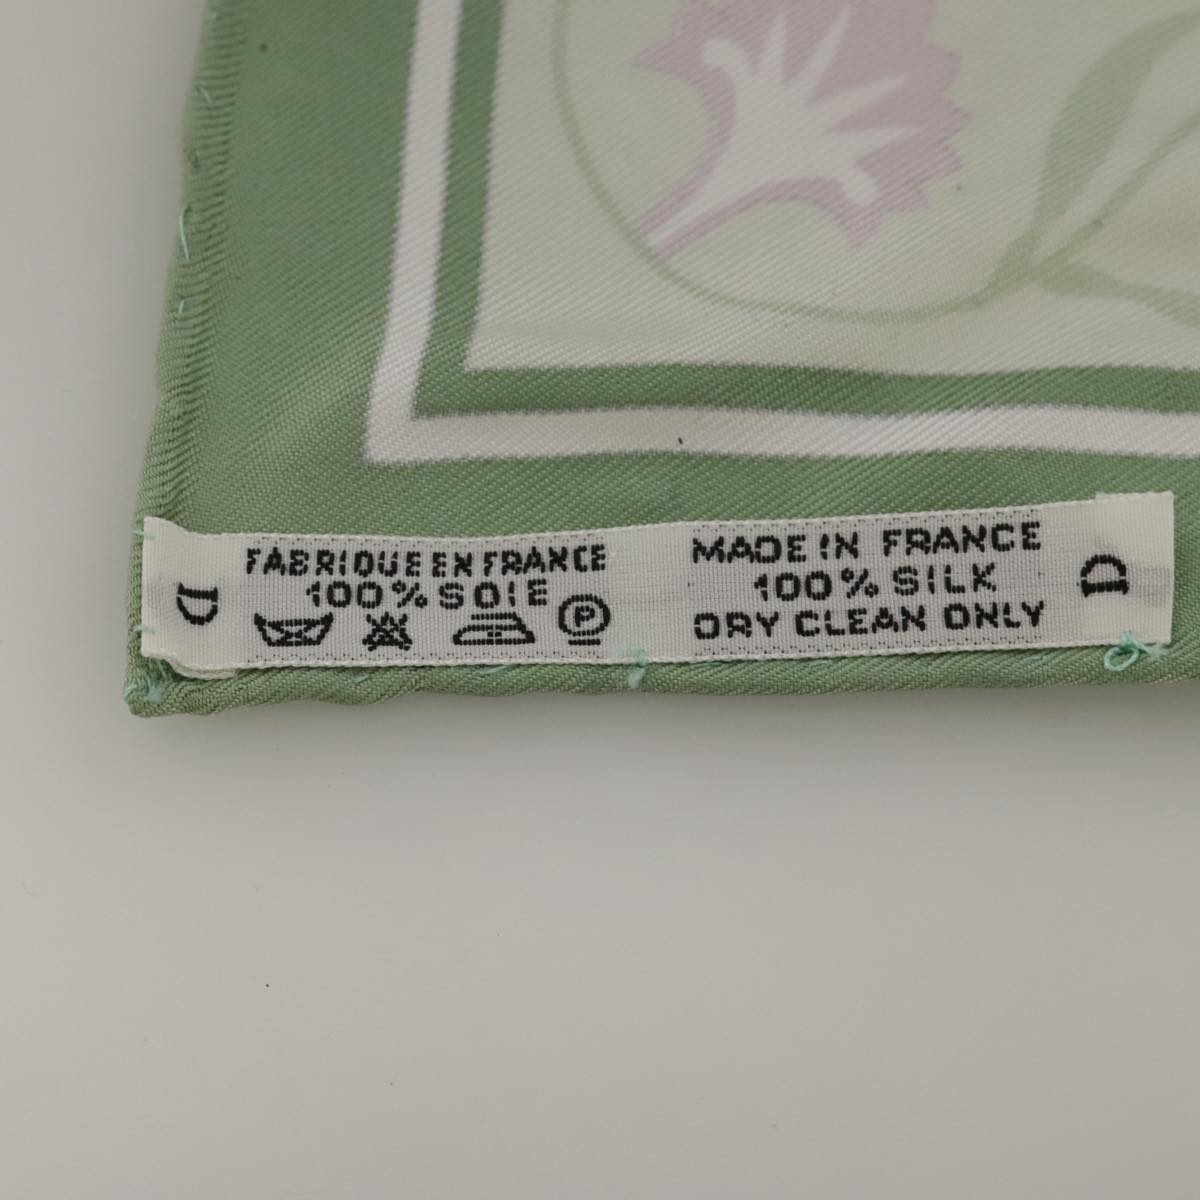 D
FABRIQUE EN FRANCE
100% SOIE
P
MADE IN FRANCE
100% SILK
DRY CLEAN ONLY
D